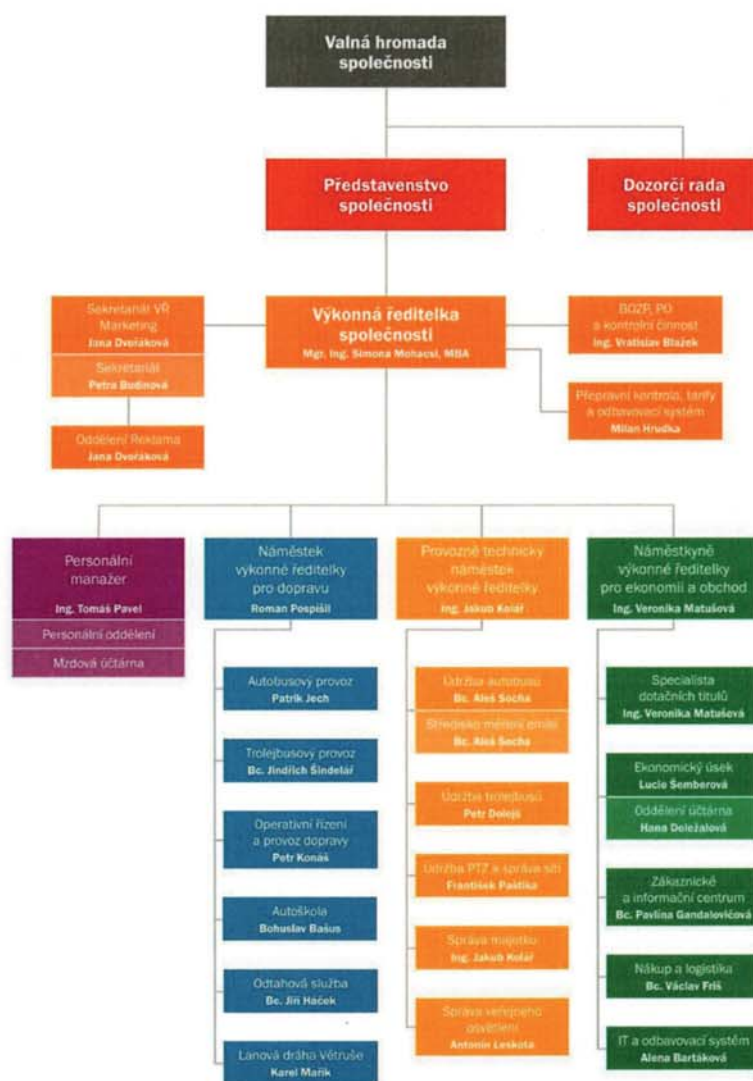 Valná hromada
společnosti
Představenstvo
společnosti
Dozorčí rada
společnosti
Sekretariát VŘ
Marketing
Jana Dvořáková
Sekretariát
Petra Budinová
Oddělení Reklama
Jana Dvořáková
Výkonná ředitelka
společnosti
Mgr. Ing. Simona Mohacsi, MBA
BOZP, PO
a kontrolní činnost
Ing. Vratislav Blažek
Přepravní kontrola, tarify
a odbavovací systém
Milan Hrudka
Personální
manažer
Ing. Tomáš Pavel
Personální oddělení
Mzdová účtárna
Náměstek
výkonné ředitelky
pro dopravu
Roman Pospíšil
Autobusový provoz
Patrik Jech
Trolejbusový provoz
Bc. Jindřich Šindelář
Operativní řízení
a provoz dopravy
Petr Konáš
Autoškola
Bohuslav Bašus
Odtahová služba
Bc. Jiří Háček
Lanová dráha Větruše
Karel Mařík
Provozně technický
náměstek
výkonné ředitelky
Ing. Jakub Kolář
Údržba autobusů
Bc. Aleš Socha
Středisko měření emisí
Bc. Aleš Socha
Údržba trolejbusů
Petr Dolejš
Údržba PTZ a správa sítí
František Paštika
Správa majetku
Ing. Jakub Kolář
Správa veřejného
osvětlení
Antonín Leskota
Náměstkyně
výkonné ředitelky
pro ekonomii a obchod
Ing. Veronika Matušová
Specialista
dotačních titulů
Ing. Veronika Matušová
Ekonomický úsek
Lucie Šemberová
Oddělení účtárna
Hana Doležalová
Zákaznické
a informační centrum
Bc. Pavlína Gandalovičová
Nákup a logistika
Bc. Václav Friš
IT a odbavovací systém
Alena Bartáková